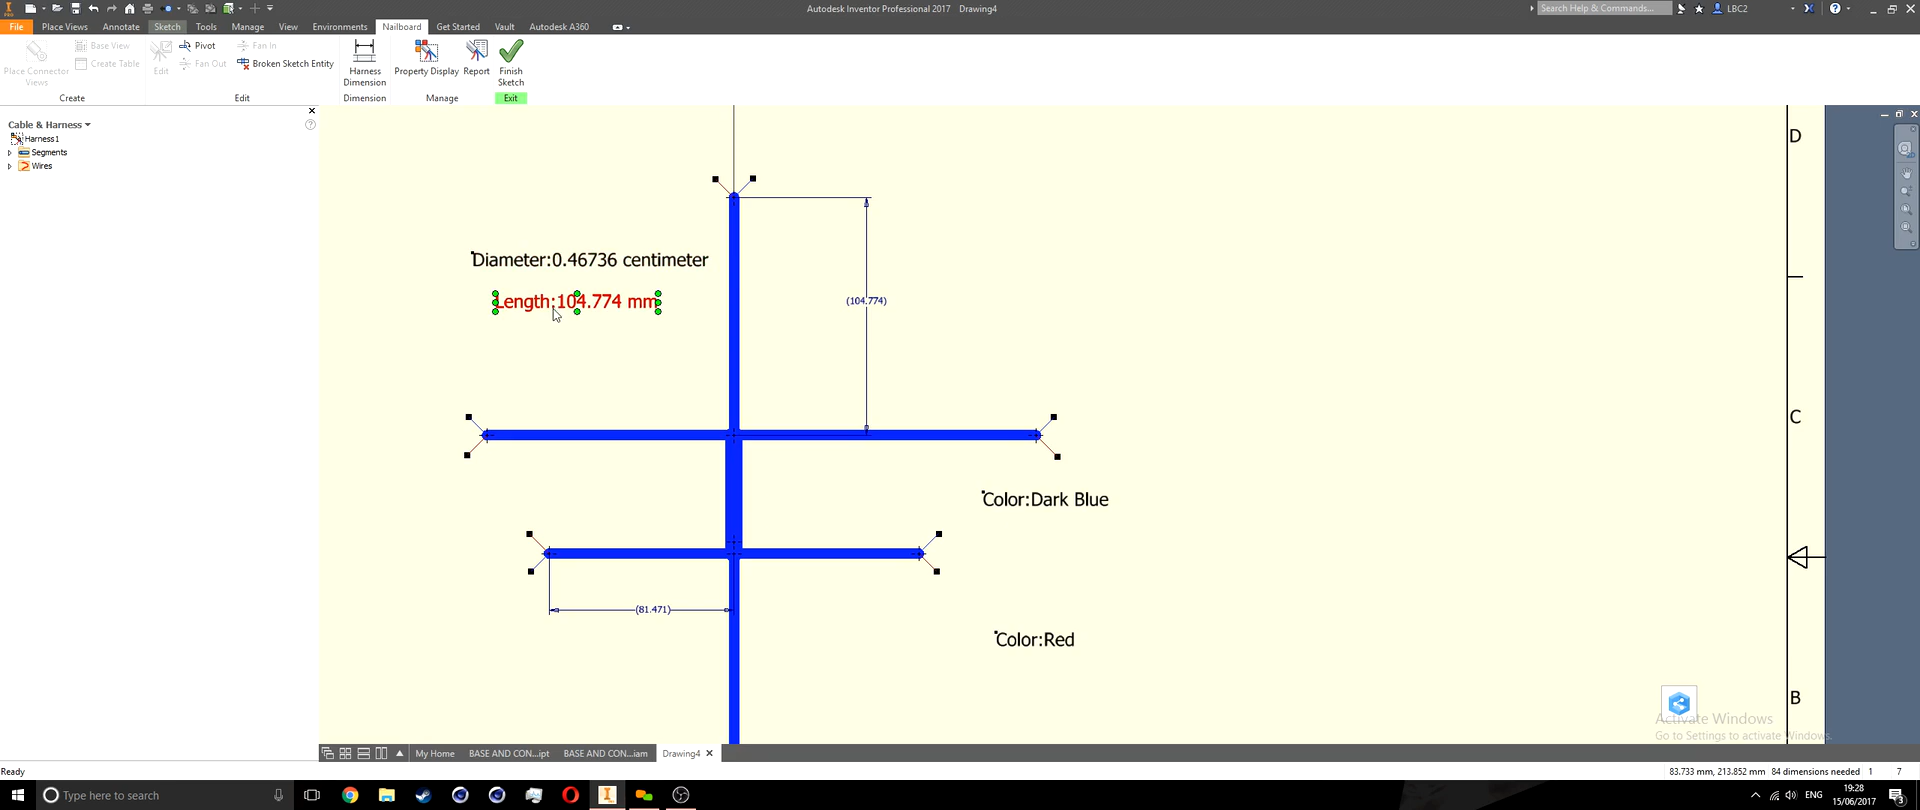 Autodesk Inventor Professional 2017 Drawing4
Search Help & Commands...
LBC2
File
Place Views
Annotate
Sketch
Tools
Manage
View
Environments
Nailboard
Get Started
Vault
Autodesk A360
Place Connector Views
Base View
Create Table
Create
Edit
Pivot
Fan In
Fan Out
Broken Sketch Entity
Edit
Harness Dimension
Dimension
Property Display
Report
Manage
Finish Sketch
Exit
Cable & Harness
Harness1
Segments
Wires
Diameter:0.46736 centimeter
Length:104.774 mm
(104.774)
Color:Dark Blue
(81.471)
Color:Red
D
C
B
Activate Windows
Go to Settings to activate Windows.
My Home
BASE AND CON...ipt
BASE AND CON...iam
Drawing4
Ready
83.733 mm, 213.852 mm 84 dimensions needed 1 7
Type here to search
ENG
19:28
15/06/2017
3